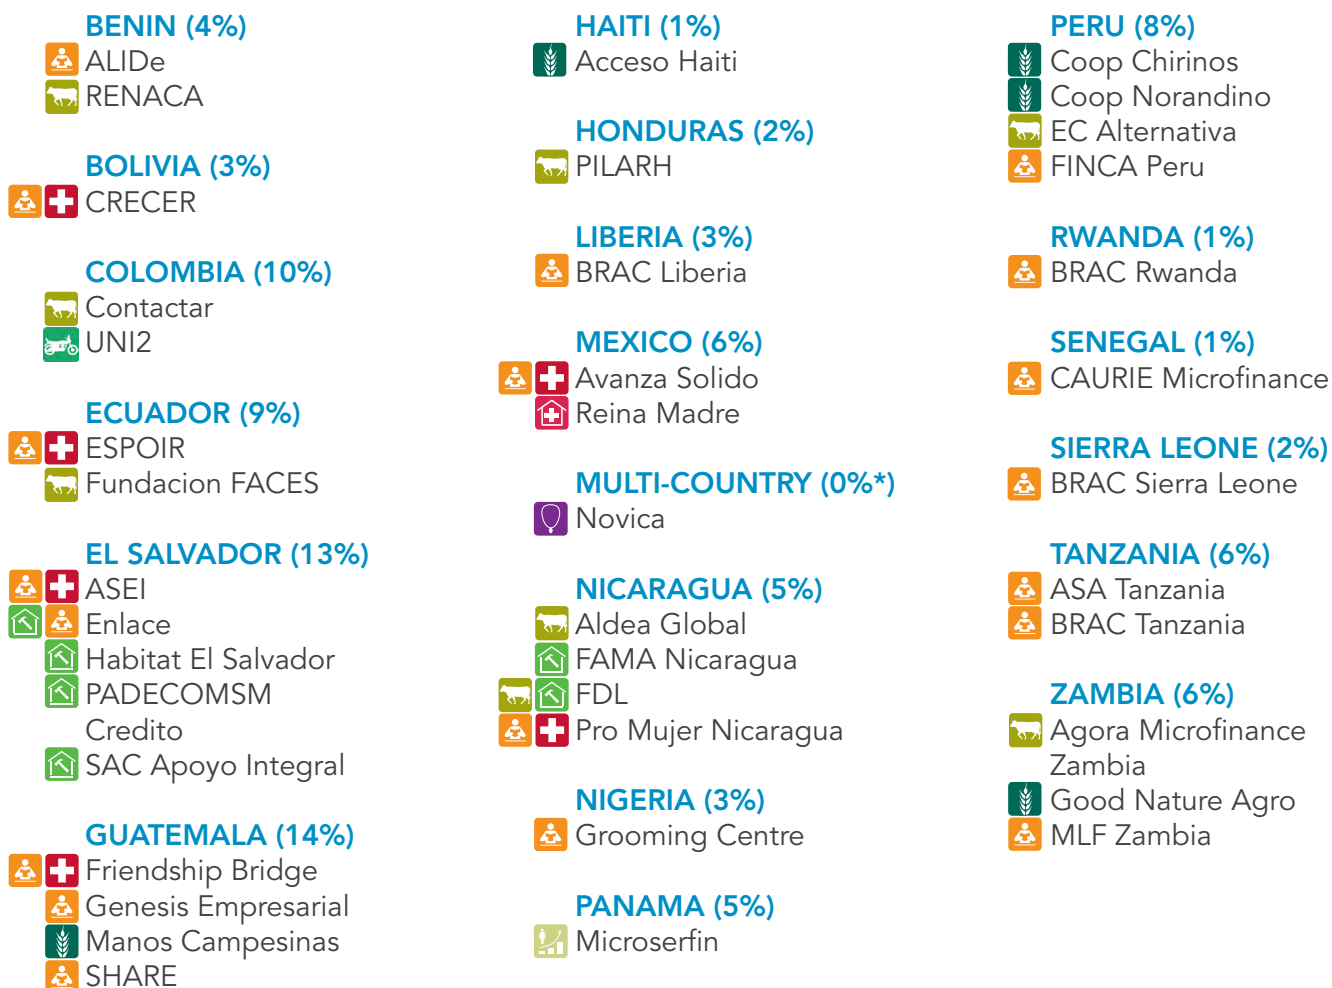 BENIN (4%)
ALIDe
RENACA
BOLIVIA (3%)
CRECER
COLOMBIA (10%)
Contactar
UNI2
ECUADOR (9%)
ESPOIR
Fundacion FACES
EL SALVADOR (13%)
ASEI
Enlace
Habitat El Salvador
PADECOMSM
Credito
SAC Apoyo Integral
GUATEMALA (14%)
Friendship Bridge
Genesis Empresarial
Manos Campesinas
SHARE
HAITI (1%)
Acceso Haiti
HONDURAS (2%)
PILARH
LIBERIA (3%)
BRAC Liberia
MEXICO (6%)
Avanza Solido
Reina Madre
MULTI-COUNTRY (0%*)
Novica
NICARAGUA (5%)
Aldea Global
FAMA Nicaragua
FDL
Pro Mujer Nicaragua
NIGERIA (3%)
Grooming Centre
PANAMA (5%)
Microserfin
PERU (8%)
Coop Chirinos
Coop Norandino
EC Alternativa
FINCA Peru
RWANDA (1%)
BRAC Rwanda
SENEGAL (1%)
CAURIE Microfinance
SIERRA LEONE (2%)
BRAC Sierra Leone
TANZANIA (6%)
ASA Tanzania
BRAC Tanzania
ZAMBIA (6%)
Agora Microfinance
Zambia
Good Nature Agro
MLF Zambia